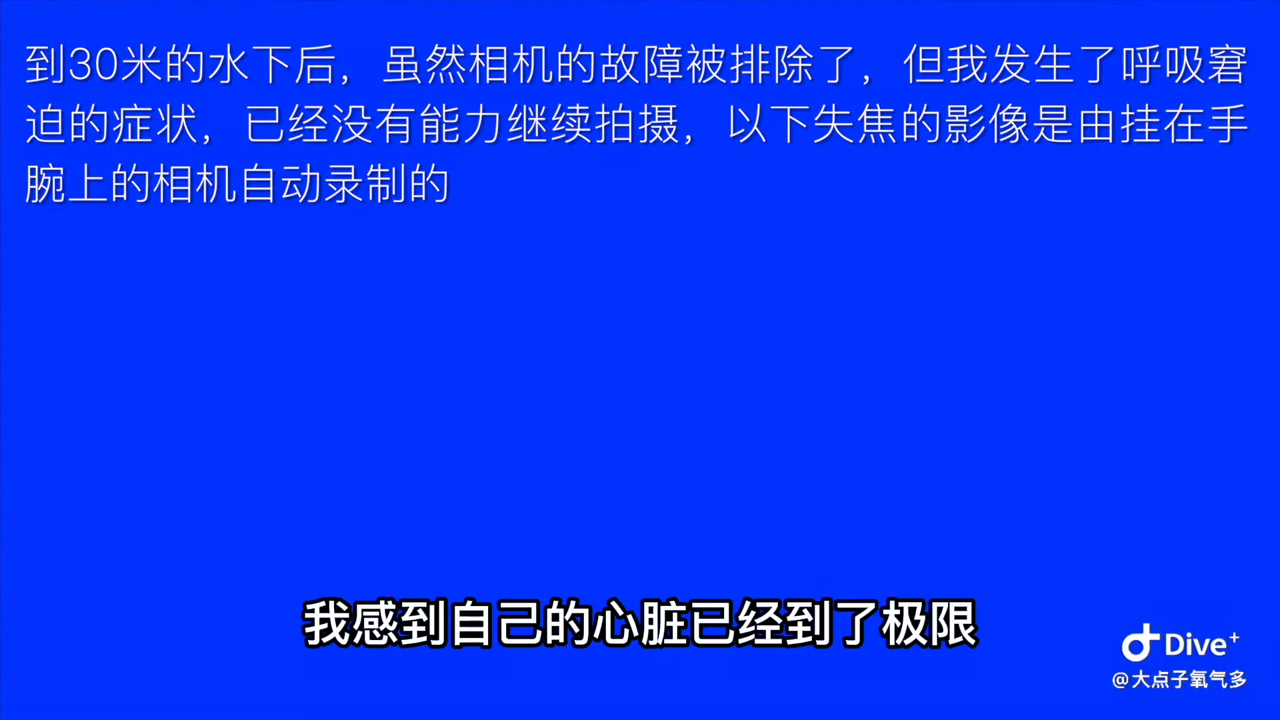 到30米的水下后，虽然相机的故障被排除了，但我发生了呼吸窘
迫的症状，已经没有能力继续拍摄，以下失焦的影像是由挂在手
腕上的相机自动录制的
我感到自己的心脏已经到了极限
Dive+
@大点子氧气多